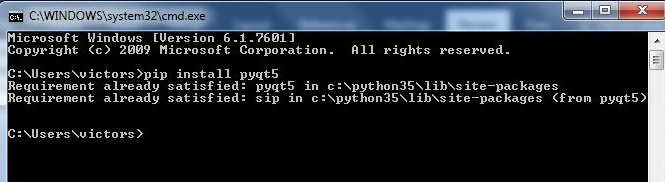 C:\WINDOWS\system32\cmd.exe
Microsoft Windows [Version 6.1.7601]
Copyright (c) 2009 Microsoft Corporation.  All rights reserved.
C:\Users\victors>pip install pyqt5
Requirement already satisfied: pyqt5 in c:\python35\lib\site-packages
Requirement already satisfied: sip in c:\python35\lib\site-packages (from pyqt5)
C:\Users\victors>